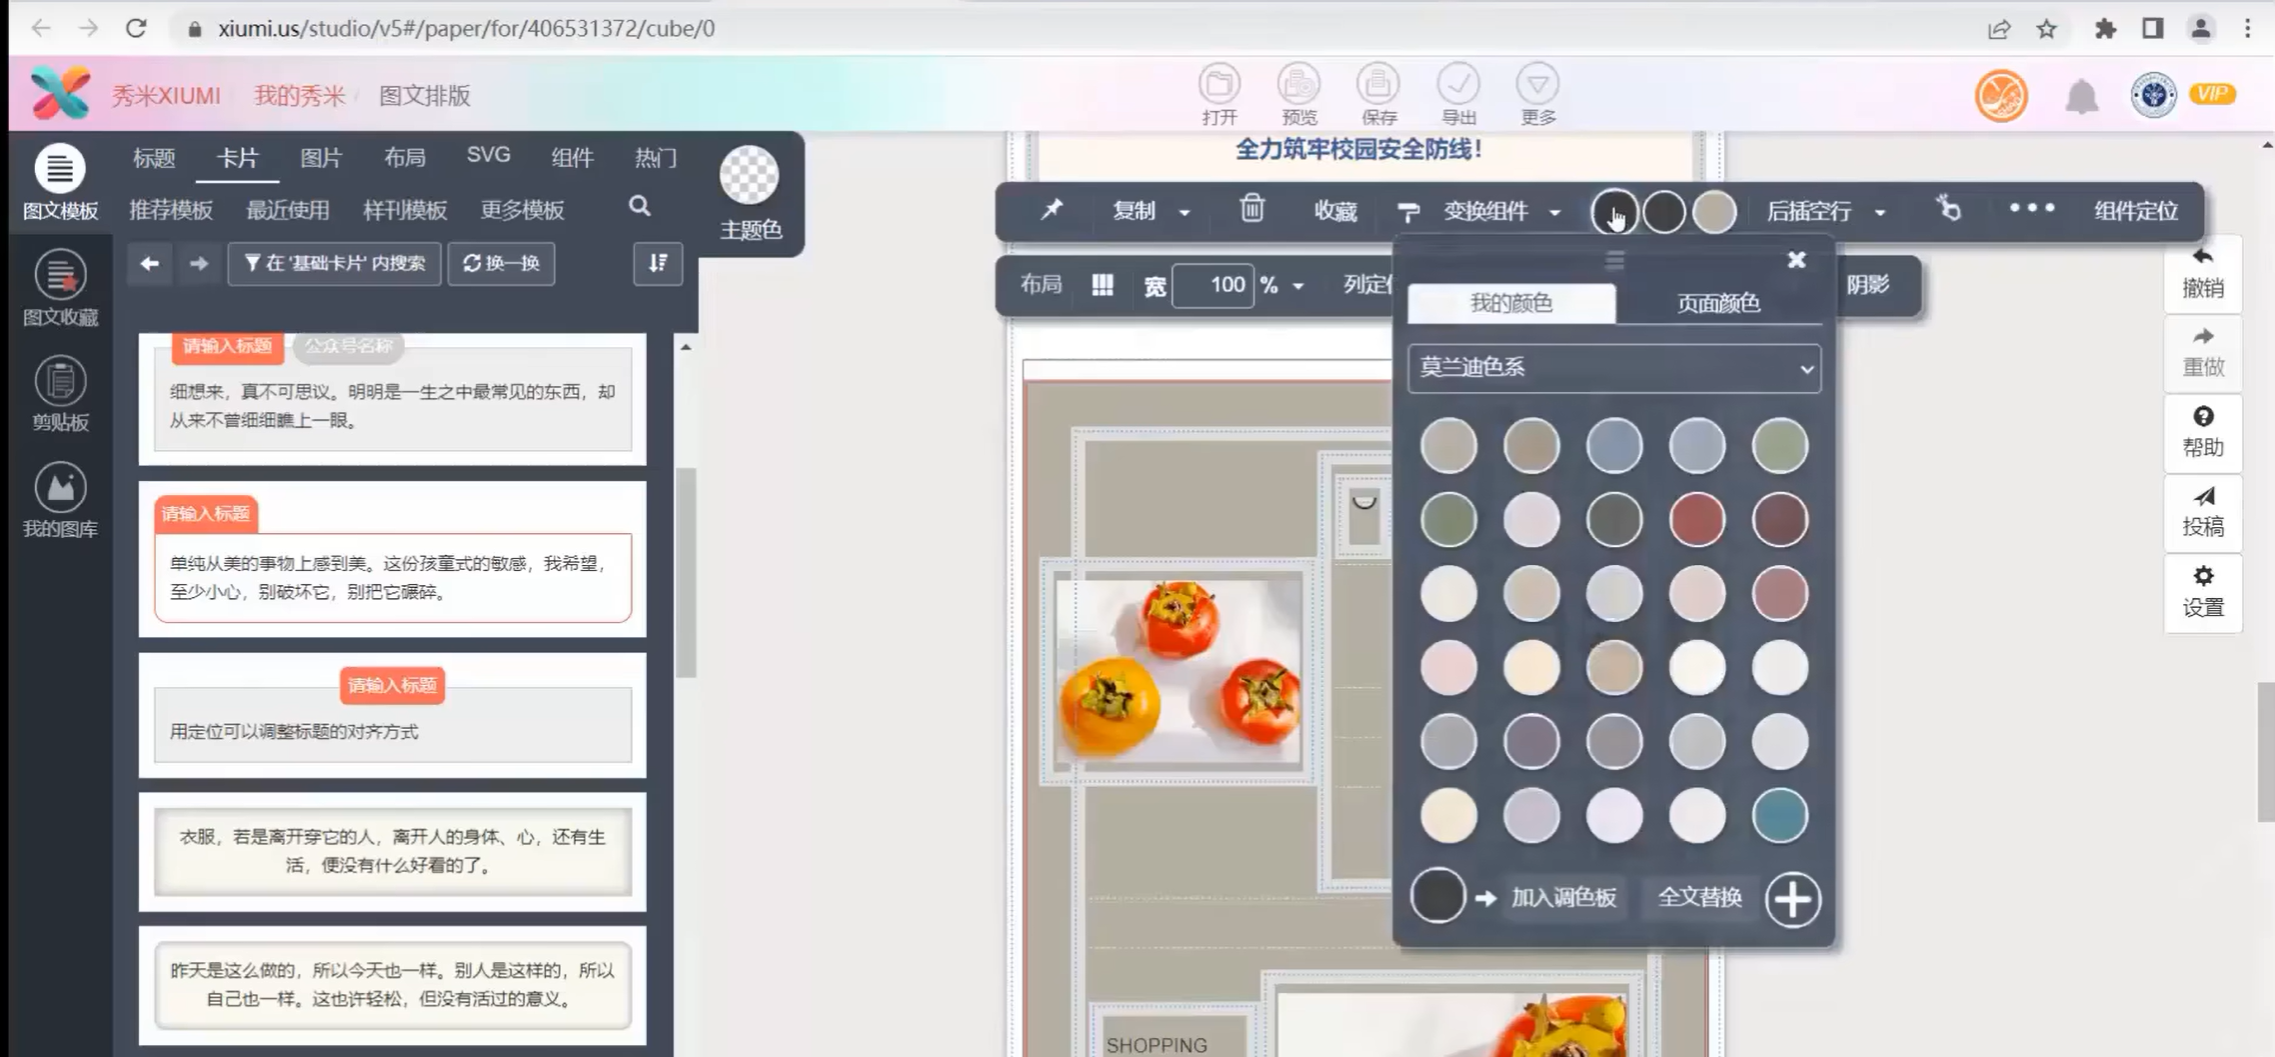 xiumi.us/studio/v5#/paper/for/406531372/cube/0
秀米XIUMI / 我的秀米 / 图文排版
打开 预览 保存 导出 更多
VIP
标题 卡片 图片 布局 SVG 组件 热门
推荐模板 最近使用 样刊模板 更多模板
主题色
在 '基础卡片' 内搜索 换一换
图文模板
图文收藏
剪贴板
我的图库
请输入标题 公众号名称
细想来，真不可思议。明明是一生之中最常见的东西，却
从来不曾细细瞧上一眼。
请输入标题
单纯从美的事物上感到美。这份孩童式的敏感，我希望，
至少小心，别破坏它，别把它碾碎。
请输入标题
用定位可以调整标题的对齐方式
衣服，若是离开穿它的人，离开人的身体、心，还有生
活，便没有什么好看的了。
昨天是这么做的，所以今天也一样。别人是这样的，所以
自己也一样。这也许轻松，但没有活过的意义。
全力筑牢校园安全防线！
复制 收藏 变换组件 后插空行 ••• 组件定位
布局 宽 100 % 列定 阴影
我的颜色 页面颜色
莫兰迪色系
加入调色板 全文替换
SHOPPING
撤销
重做
帮助
投稿
设置